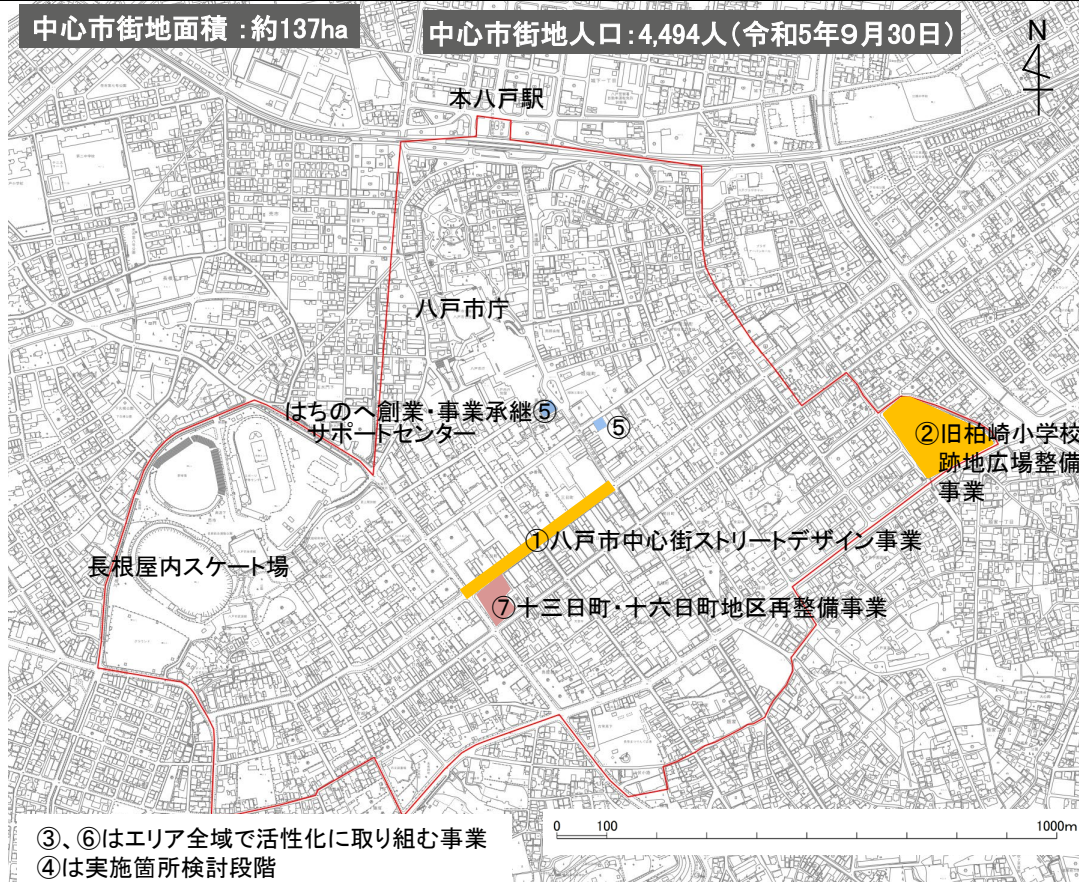 中心市街地面積：約137ha
中心市街地人口：4,494人（令和5年9月30日）
N
本八戸駅
八戸市庁
はちのへ創業・事業承継⑤
サポートセンター
⑤
②旧柏崎小学校
跡地広場整備
事業
①八戸市中心街ストリートデザイン事業
長根屋内スケート場
⑦十三日町・十六日町地区再整備事業
③、⑥はエリア全域で活性化に取り組む事業
④は実施箇所検討段階
0 100 1000m